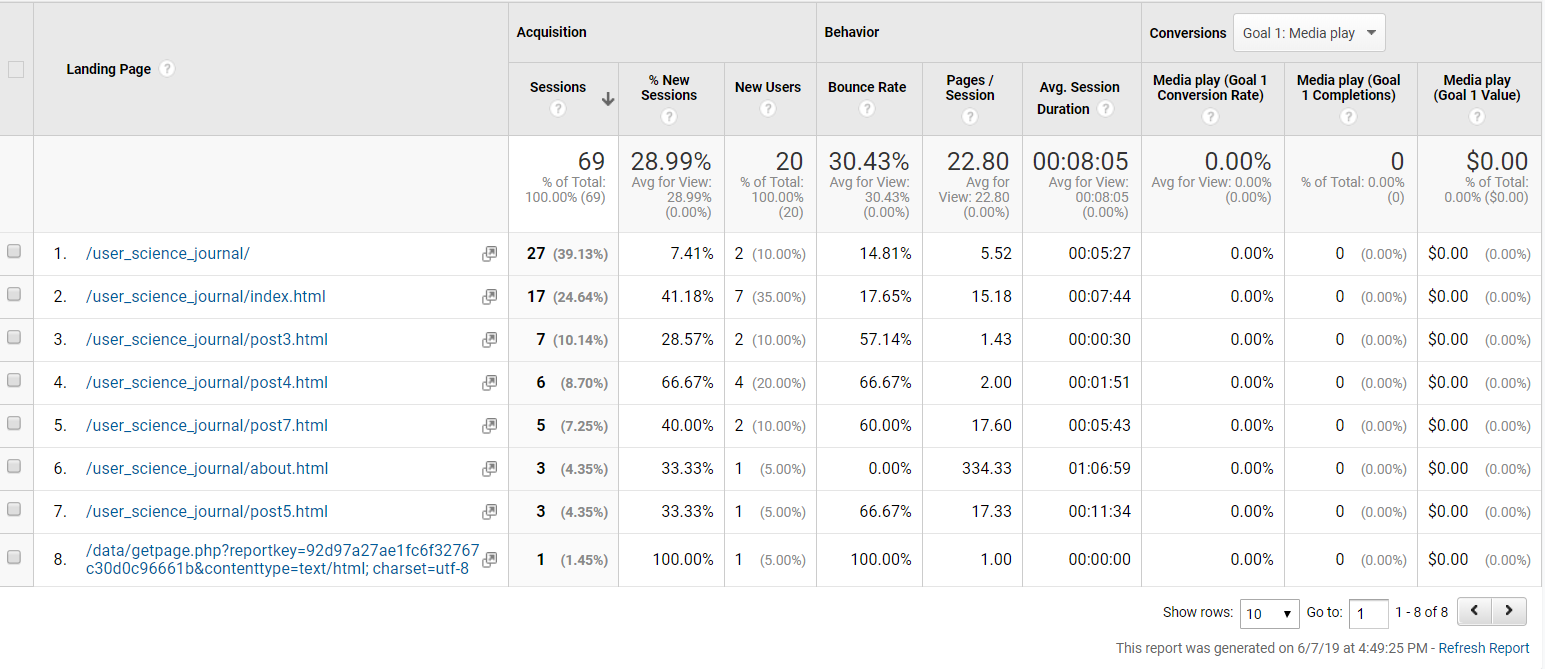 Acquisition Behavior Conversions Goal 1: Media play
Landing Page ?
Sessions ? % New Sessions ? New Users ? Bounce Rate ? Pages / Session ? Avg. Session Duration ? Media play (Goal 1 Conversion Rate) ? Media play (Goal 1 Completions) ? Media play (Goal 1 Value) ?
69 28.99% 20 30.43% 22.80 00:08:05 0.00% 0 $0.00
% of Total: 100.00% (69) Avg for View: 28.99% (0.00%) % of Total: 100.00% (20) Avg for View: 30.43% (0.00%) Avg for View: 22.80 (0.00%) Avg for View: 00:08:05 (0.00%) Avg for View: 0.00% (0.00%) % of Total: 0.00% (0) % of Total: 0.00% ($0.00)
1. /user_science_journal/ 27 (39.13%) 7.41% 2 (10.00%) 14.81% 5.52 00:05:27 0.00% 0 (0.00%) $0.00 (0.00%)
2. /user_science_journal/index.html 17 (24.64%) 41.18% 7 (35.00%) 17.65% 15.18 00:07:44 0.00% 0 (0.00%) $0.00 (0.00%)
3. /user_science_journal/post3.html 7 (10.14%) 28.57% 2 (10.00%) 57.14% 1.43 00:00:30 0.00% 0 (0.00%) $0.00 (0.00%)
4. /user_science_journal/post4.html 6 (8.70%) 66.67% 4 (20.00%) 66.67% 2.00 00:01:51 0.00% 0 (0.00%) $0.00 (0.00%)
5. /user_science_journal/post7.html 5 (7.25%) 40.00% 2 (10.00%) 60.00% 17.60 00:05:43 0.00% 0 (0.00%) $0.00 (0.00%)
6. /user_science_journal/about.html 3 (4.35%) 33.33% 1 (5.00%) 0.00% 334.33 01:06:59 0.00% 0 (0.00%) $0.00 (0.00%)
7. /user_science_journal/post5.html 3 (4.35%) 33.33% 1 (5.00%) 66.67% 17.33 00:11:34 0.00% 0 (0.00%) $0.00 (0.00%)
8. /data/getpage.php?reportkey=92d97a27ae1fc6f32767
c30d0c96661b&contenttype=text/html; charset=utf-8 1 (1.45%) 100.00% 1 (5.00%) 100.00% 1.00 00:00:00 0.00% 0 (0.00%) $0.00 (0.00%)
Show rows: 10 Go to: 1 1 - 8 of 8
This report was generated on 6/7/19 at 4:49:25 PM - Refresh Report